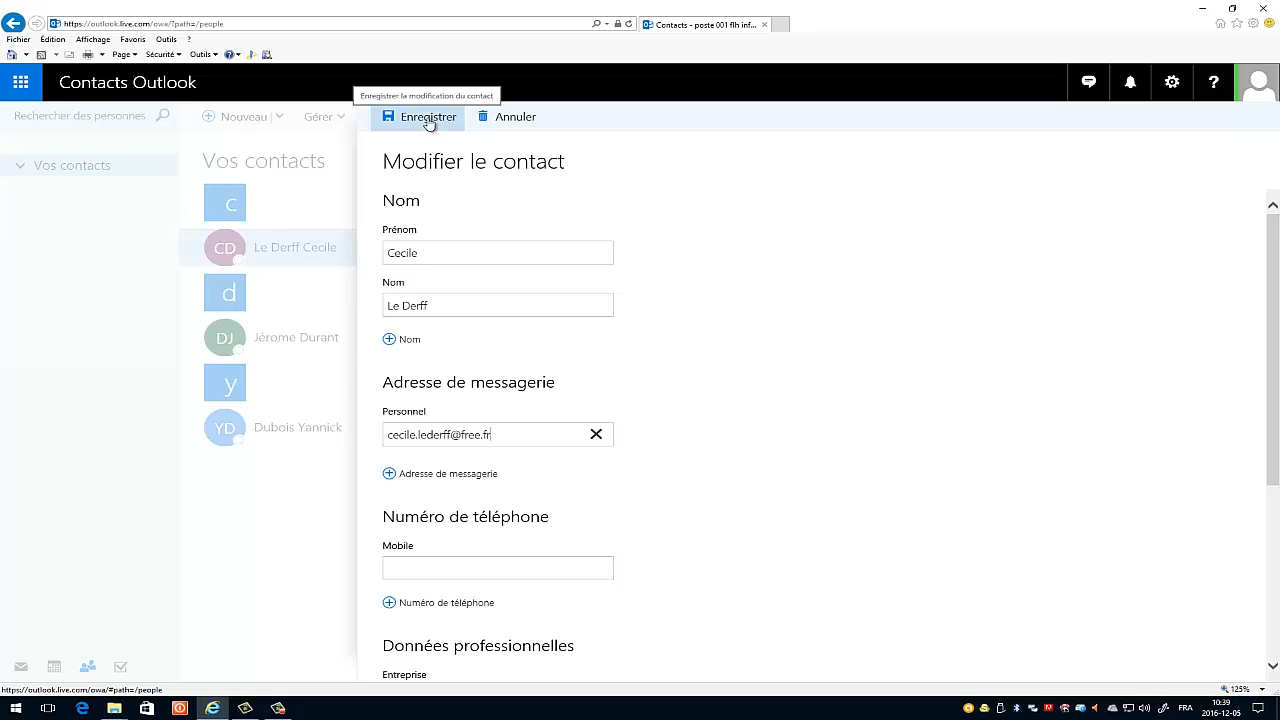 https://outlook.live.com/owa/?path=/people
Contacts - poste 001 flh inf...
Fichier Édition Affichage Favoris Outils ?
Page Sécurité Outils
Contacts Outlook
?
Enregistrer la modification du contact
Rechercher des personnes
Nouveau Gérer
Enregistrer Annuler
Vos contacts
Vos contacts
Modifier le contact
Nom
Prénom
Cecile
Nom
Le Derff
Nom
Adresse de messagerie
Personnel
cecile.lederff@free.fr
Adresse de messagerie
Numéro de téléphone
Mobile
Numéro de téléphone
Données professionnelles
Entreprise
c
CD Le Derff Cecile
d
DJ Jérome Durant
y
YD Dubois Yannick
https://outlook.live.com/owa/#path=/people
125%
FRA
10:39
2016-12-05